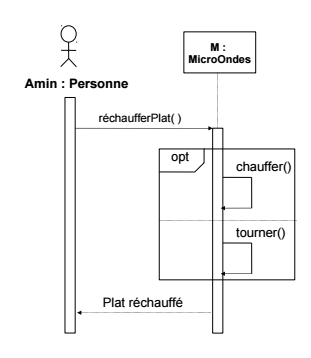 M :
MicroOndes
Amin : Personne
réchaufferPlat( )
opt
chauffer()
tourner()
Plat réchauffé